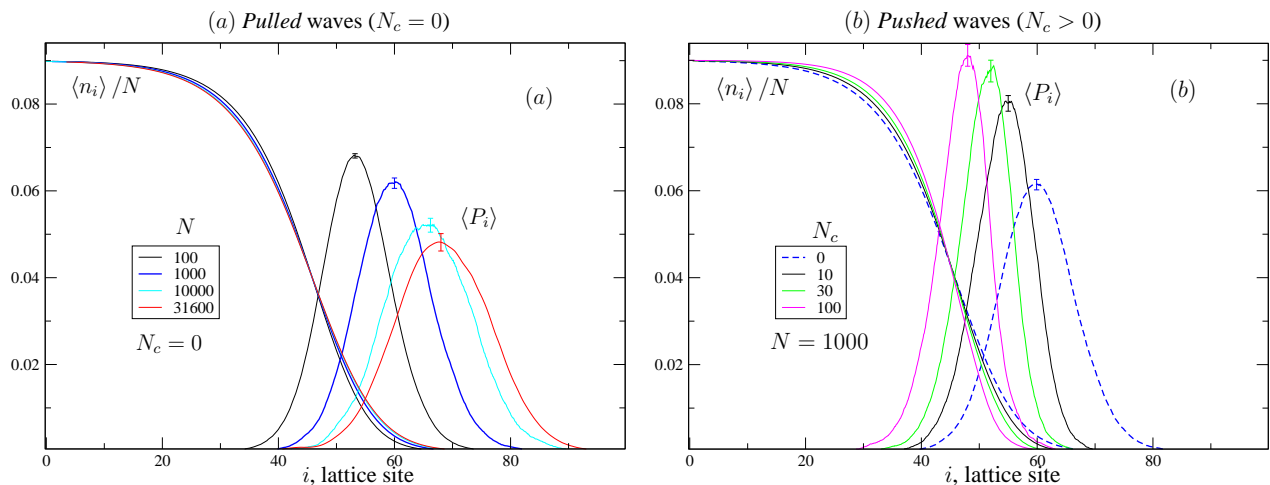 (a) Pulled waves (N_c = 0)
⟨n_i⟩ /N
(a)
0.08
0.06
0.04
0.02
⟨P_i⟩
N
100
1000
10000
31600
N_c = 0
0
20
40
60
80
i, lattice site
(b) Pushed waves (N_c > 0)
⟨n_i⟩ /N
(b)
⟨P_i⟩
0.08
0.06
0.04
0.02
N_c
0
10
30
100
N = 1000
0
20
40
60
80
i, lattice site